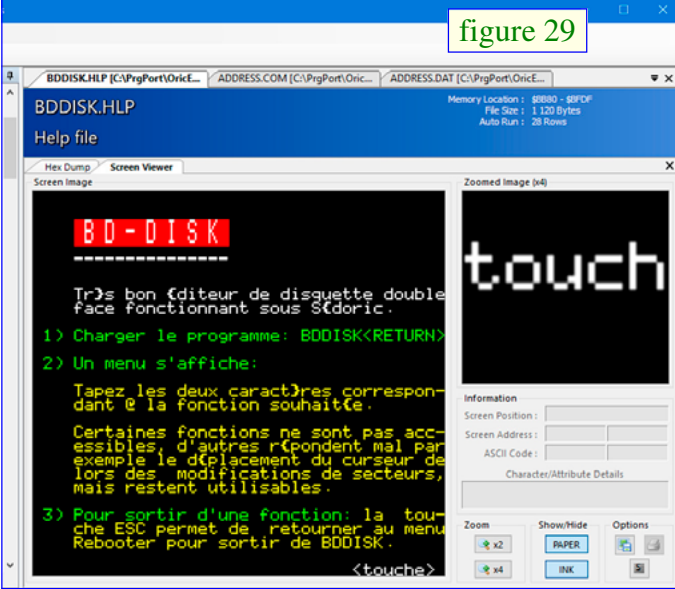 figure 29
BDDISK.HLP [C:\PrgPort\OricE...
ADDRESS.COM [C:\PrgPort\Oric...
ADDRESS.DAT [C:\PrgPort\OricE...
BDDISK.HLP
Help file
Memory Location : $BB80 - $BFDF
File Size : 1 120 Bytes
Auto Run : 28 Rows
Hex Dump
Screen Viewer
Screen Image
BD-DISK
---------------
Tr}s bon {diteur de disquette double
face fonctionnant sous S{doric.
1) Charger le programme: BDDISK<RETURN>
2) Un menu s'affiche:
Tapez les deux caract}res correspon-
dant @ la fonction souhait{e.
Certaines fonctions ne sont pas acc-
essibles, d'autres r{pondent mal par
exemple le d{placement du curseur de
lors des modifications de secteurs,
mais restent utilisables.
3) Pour sortir d'une fonction: la tou-
che ESC permet de retourner au menu
Rebooter pour sortir de BDDISK.
<touche>
Zoomed Image (x4)
touch
Information
Screen Position :
Screen Address :
ASCII Code :
Character/Attribute Details
Zoom
x2
x4
Show/Hide
PAPER
INK
Options